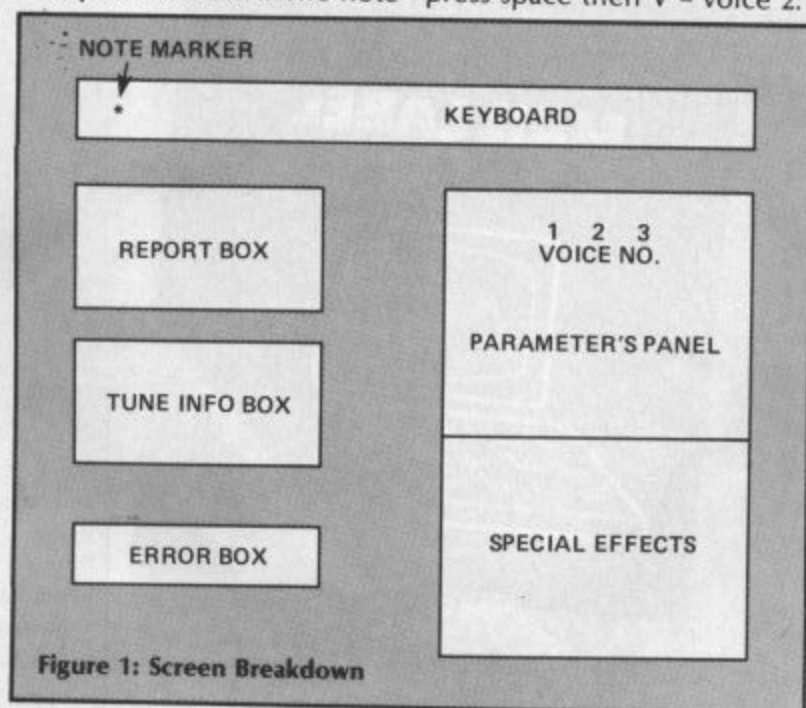 press space then V – voice 2.
NOTE MARKER
*
KEYBOARD
REPORT BOX
1 2 3
VOICE NO.
PARAMETER'S PANEL
TUNE INFO BOX
SPECIAL EFFECTS
ERROR BOX
Figure 1: Screen Breakdown